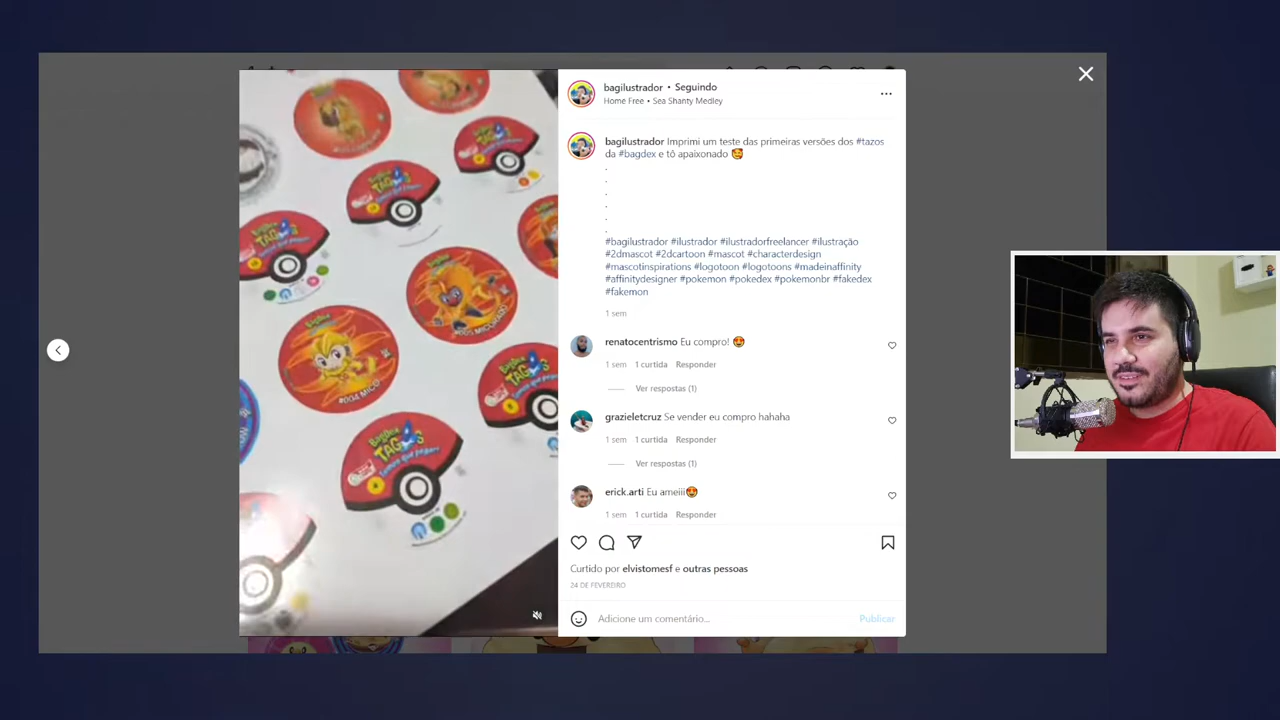 bagilustrador • Seguindo
Home Free • Sea Shanty Medley
bagilustrador Imprimi um teste das primeiras versões dos #tazos
da #bagdex e tô apaixonado 🥰
.
.
.
.
.
.
#bagilustrador #ilustrador #ilustradorfreelancer #ilustração
#2dmascot #2dcartoon #mascot #characterdesign
#mascotinspirations #logotoon #logotoons #madeinaffinity
#affinitydesigner #pokemon #pokedex #pokemonbr #fakedex
#fakemon
1 sem
renatocentrismo Eu compro! 😍
1 sem 1 curtida Responder
Ver respostas (1)
grazieletcruz Se vender eu compro hahaha
1 sem 1 curtida Responder
Ver respostas (1)
erick.arti Eu ameiii😍
1 sem 1 curtida Responder
Curtido por elvistomesf e outras pessoas
24 DE FEVEREIRO
Adicione um comentário...
Publicar
#004 MICO